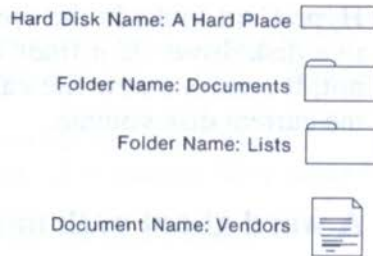 Hard Disk Name: A Hard Place
Folder Name: Documents
Folder Name: Lists
Document Name: Vendors